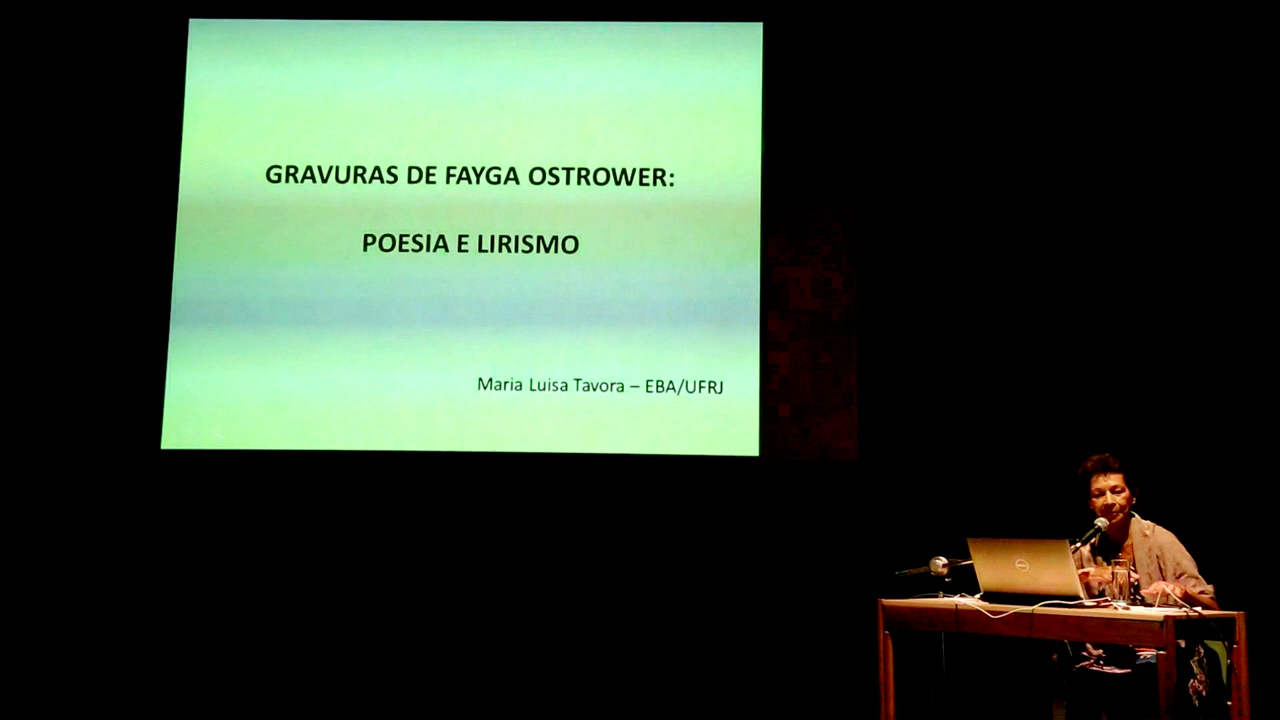 GRAVURAS DE FAYGA OSTROWER:
POESIA E LIRISMO
Maria Luisa Tavora – EBA/UFRJ